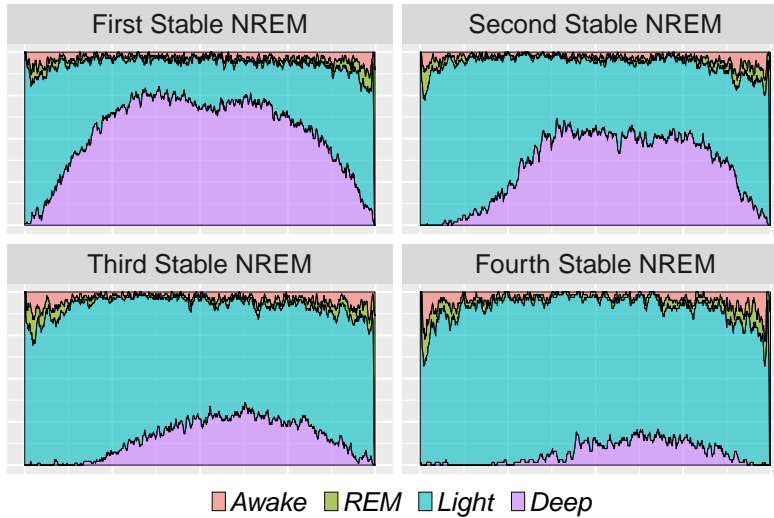 First Stable NREM
Second Stable NREM
Third Stable NREM
Fourth Stable NREM
Awake REM Light Deep